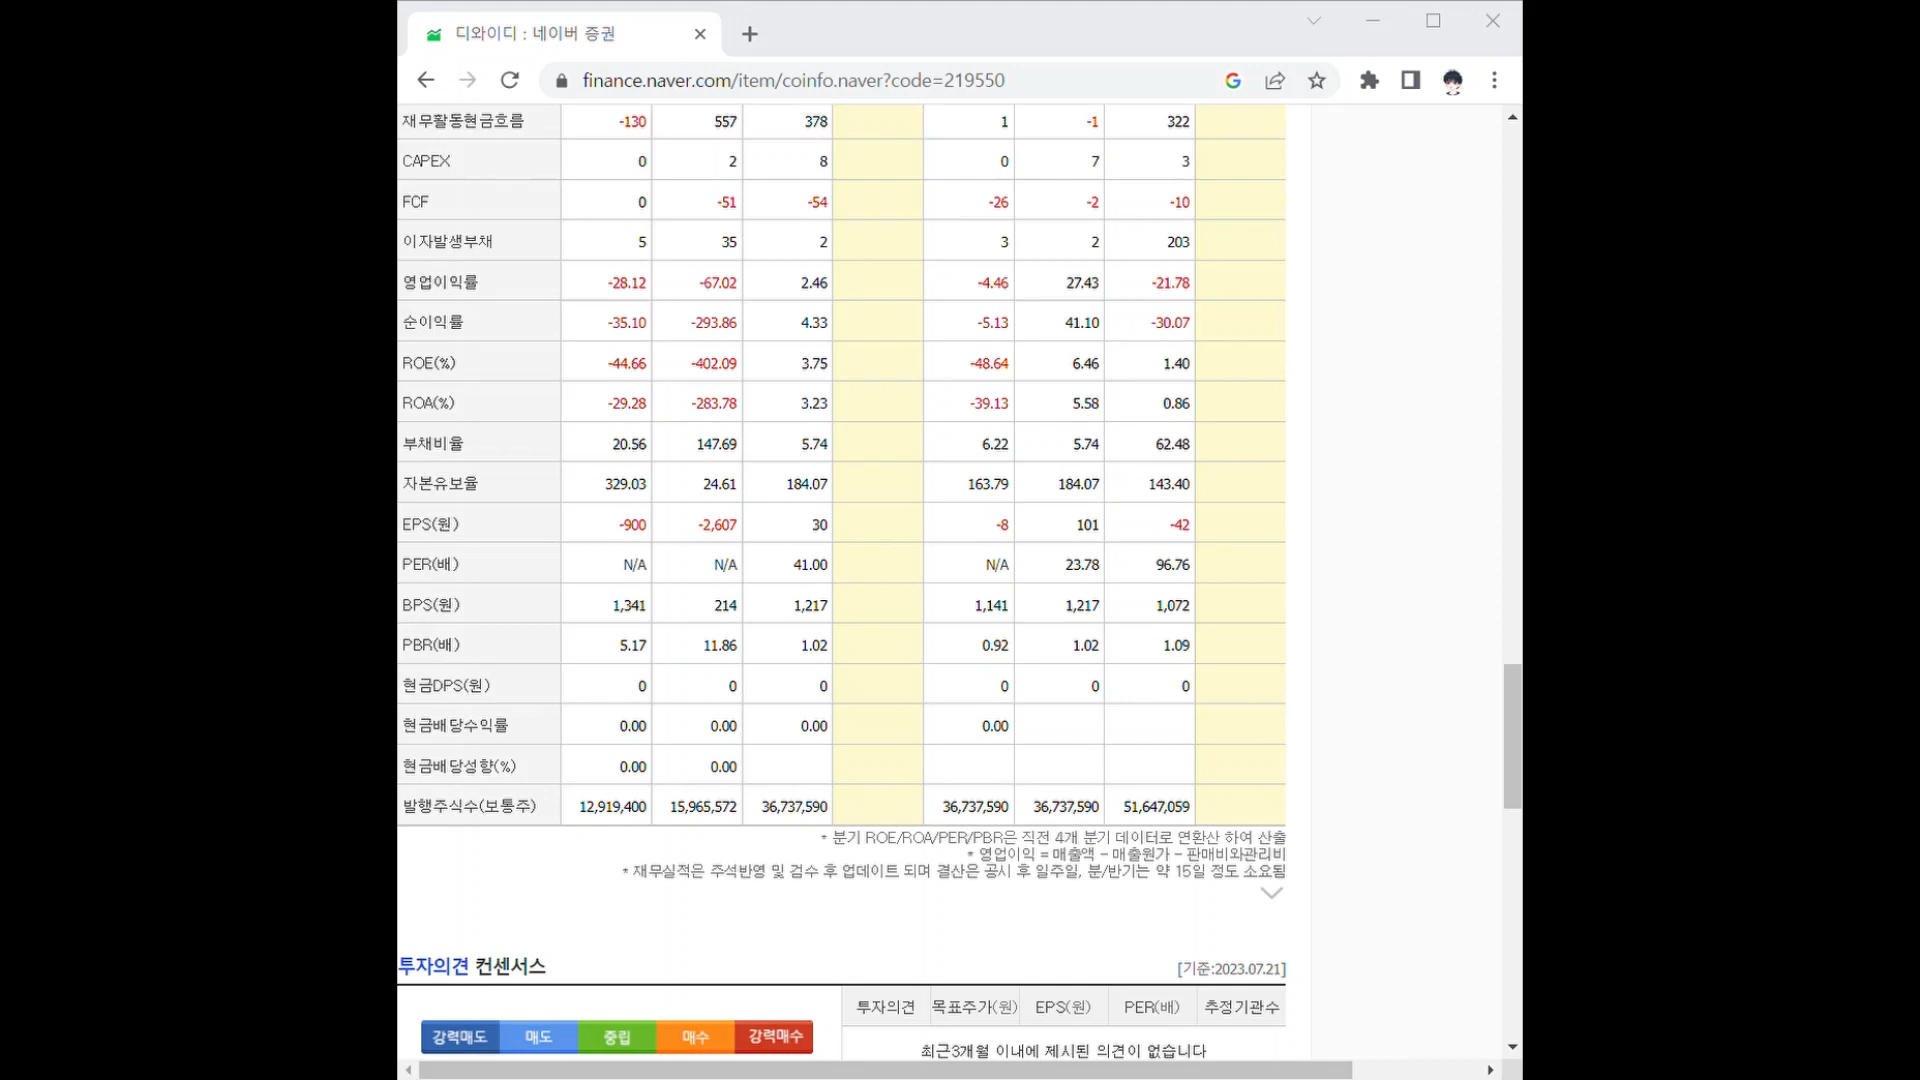 디와이디 : 네이버 증권
finance.naver.com/item/coinfo.naver?code=219550
재무활동현금흐름 -130 557 378 1 -1 322
CAPEX 0 2 8 0 7 3
FCF 0 -51 -54 -26 -2 -10
이자발생부채 5 35 2 3 2 203
영업이익률 -28.12 -67.02 2.46 -4.46 27.43 -21.78
순이익률 -35.10 -293.86 4.33 -5.13 41.10 -30.07
ROE(%) -44.66 -402.09 3.75 -48.64 6.46 1.40
ROA(%) -29.28 -283.78 3.23 -39.13 5.58 0.86
부채비율 20.56 147.69 5.74 6.22 5.74 62.48
자본유보율 329.03 24.61 184.07 163.79 184.07 143.40
EPS(원) -900 -2,607 30 -8 101 -42
PER(배) N/A N/A 41.00 N/A 23.78 96.76
BPS(원) 1,341 214 1,217 1,141 1,217 1,072
PBR(배) 5.17 11.86 1.02 0.92 1.02 1.09
현금DPS(원) 0 0 0 0 0 0
현금배당수익률 0.00 0.00 0.00 0.00
현금배당성향(%) 0.00 0.00
발행주식수(보통주) 12,919,400 15,965,572 36,737,590 36,737,590 36,737,590 51,647,059
* 분기 ROE/ROA/PER/PBR은 직전 4개 분기 데이터로 연환산 하여 산출
* 영업이익 = 매출액 - 매출원가 - 판매비와관리비
* 재무실적은 주석반영 및 검수 후 업데이트 되며 결산은 공시 후 일주일, 분/반기는 약 15일 정도 소요됨
투자의견 컨센서스 [기준:2023.07.21]
투자의견 목표주가(원) EPS(원) PER(배) 추정기관수
강력매도 매도 중립 매수 강력매수
최근3개월 이내에 제시된 의견이 없습니다